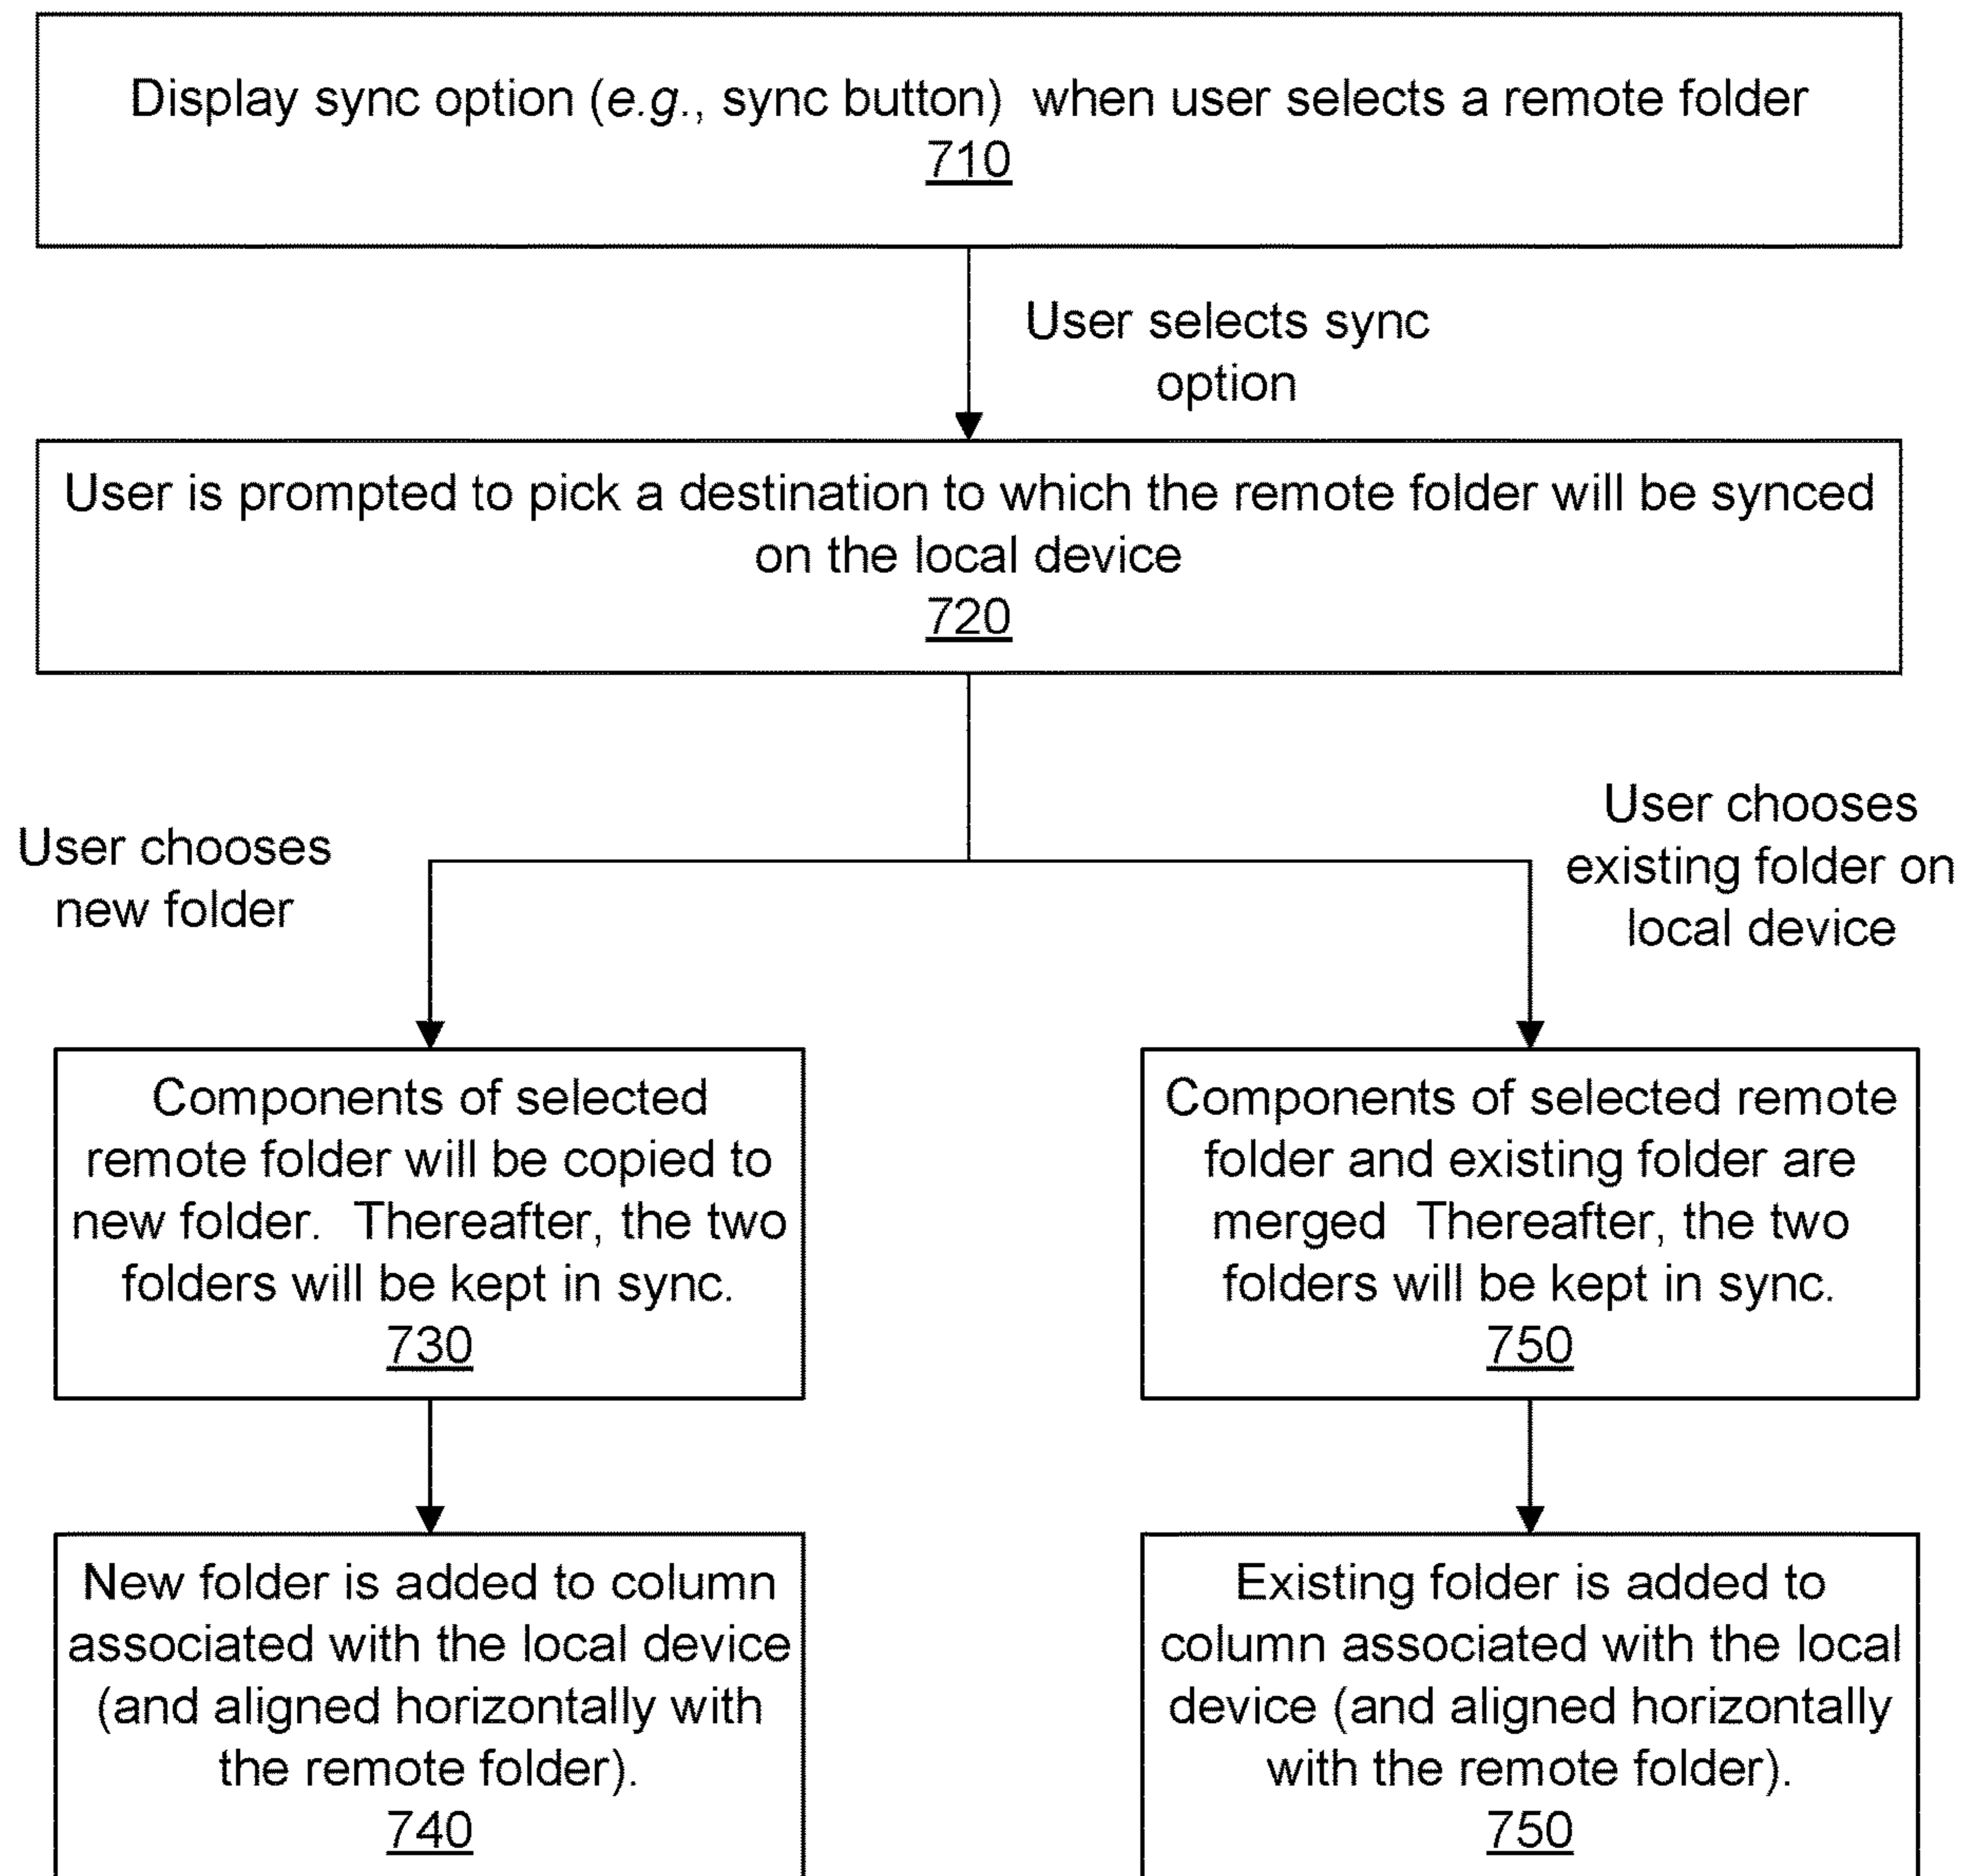 Display sync option (e.g., sync button) when user selects a remote folder
710
User selects sync
option
User is prompted to pick a destination to which the remote folder will be synced
on the local device
720
User chooses
new folder
User chooses
existing folder on
local device
Components of selected
remote folder will be copied to
new folder. Thereafter, the two
folders will be kept in sync.
730
Components of selected remote
folder and existing folder are
merged Thereafter, the two
folders will be kept in sync.
750
New folder is added to column
associated with the local device
(and aligned horizontally with
the remote folder).
740
Existing folder is added to
column associated with the local
device (and aligned horizontally
with the remote folder).
750